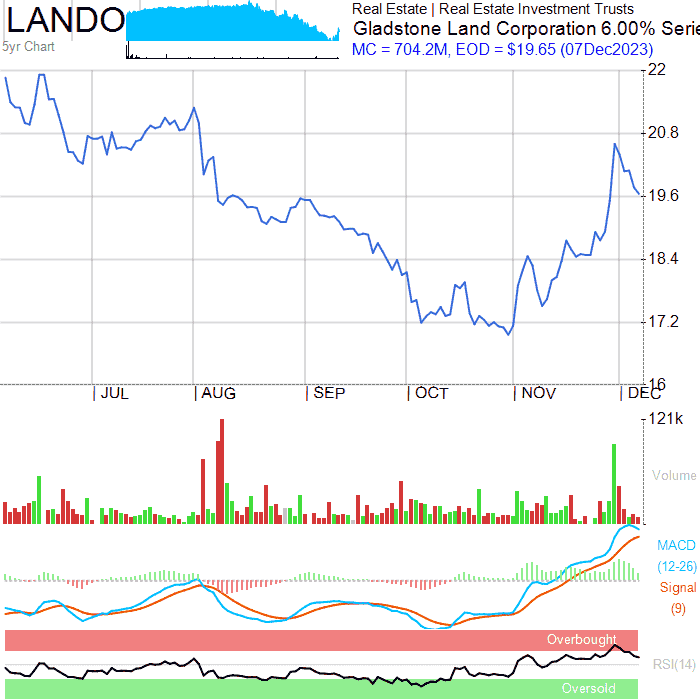 LANDO
5yr Chart
Real Estate | Real Estate Investment Trusts
Gladstone Land Corporation 6.00% Serie
MC = 704.2M, EOD = $19.65 (07Dec2023)
22
20.8
19.6
18.4
17.2
16
JUL AUG SEP OCT NOV DEC
121k
Volume
MACD
(12-26)
Signal
(9)
Overbought
RSI(14)
Oversold